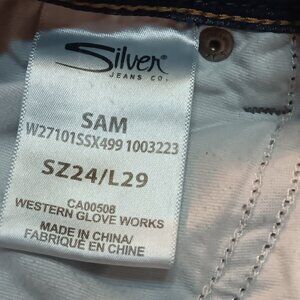 Silver
JEANS CO.
SAM
W27101SSX499 1003223
SZ24/L29
CA00508
WESTERN GLOVE WORKS
MADE IN CHINA/
FABRIQUÉ EN CHINE